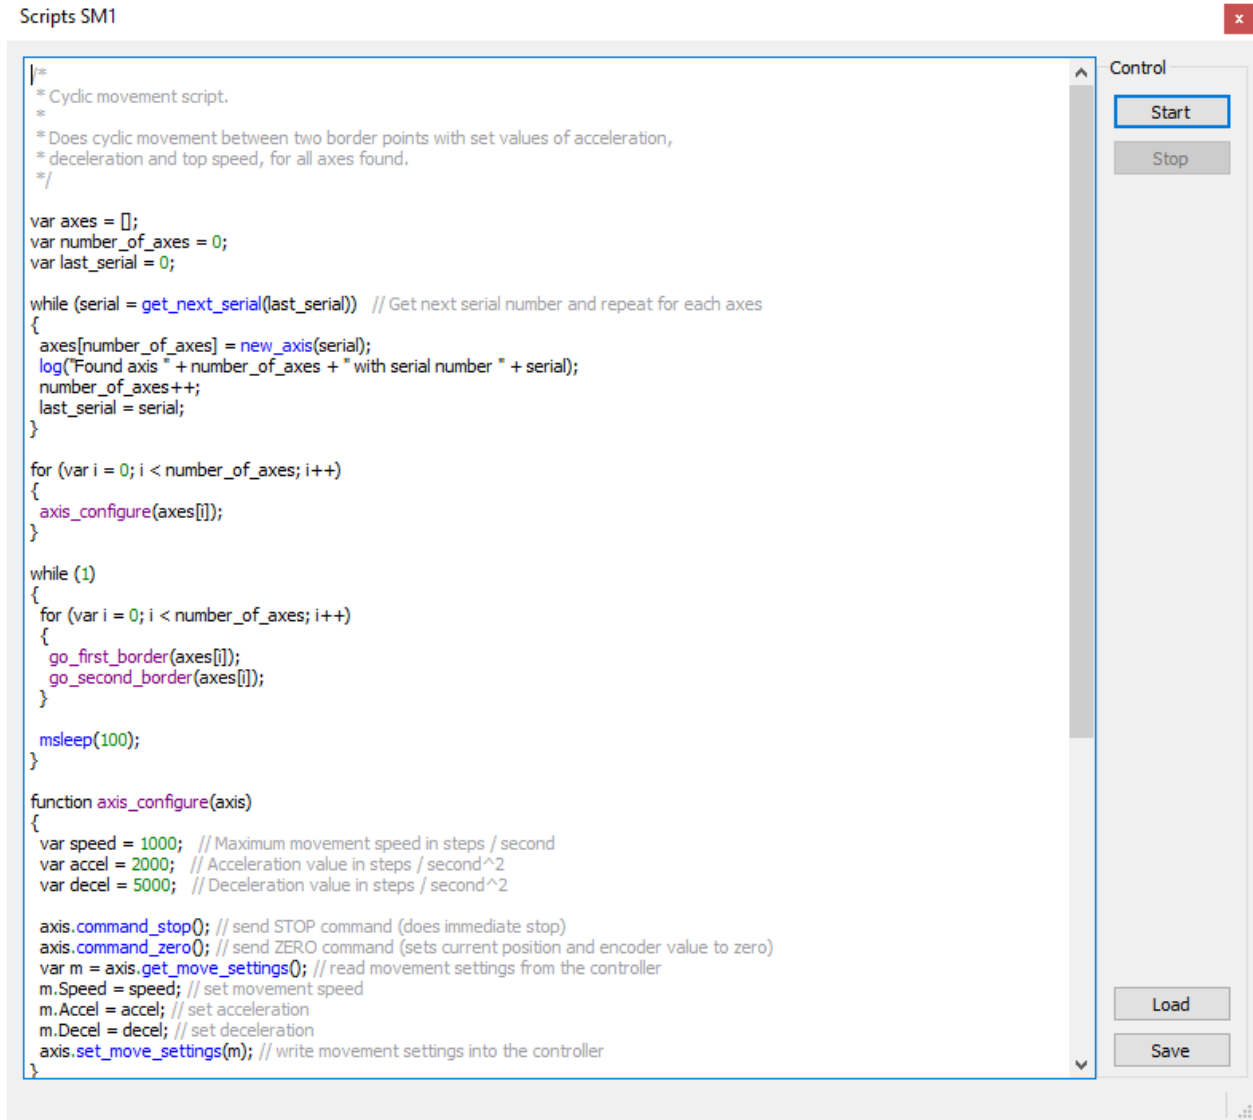 Scripts SM1
x
/*
 * Cyclic movement script.
 *
 * Does cyclic movement between two border points with set values of acceleration,
 * deceleration and top speed, for all axes found.
 */
var axes = [];
var number_of_axes = 0;
var last_serial = 0;
while (serial = get_next_serial(last_serial))   // Get next serial number and repeat for each axes
{
  axes[number_of_axes] = new_axis(serial);
  log("Found axis " + number_of_axes + " with serial number " + serial);
  number_of_axes++;
  last_serial = serial;
}
for (var i = 0; i < number_of_axes; i++)
{
  axis_configure(axes[i]);
}
while (1)
{
  for (var i = 0; i < number_of_axes; i++)
  {
    go_first_border(axes[i]);
    go_second_border(axes[i]);
  }
  msleep(100);
}
function axis_configure(axis)
{
  var speed = 1000;   // Maximum movement speed in steps / second
  var accel = 2000;   // Acceleration value in steps / second^2
  var decel = 5000;   // Deceleration value in steps / second^2
  axis.command_stop(); // send STOP command (does immediate stop)
  axis.command_zero(); // send ZERO command (sets current position and encoder value to zero)
  var m = axis.get_move_settings(); // read movement settings from the controller
  m.Speed = speed; // set movement speed
  m.Accel = accel; // set acceleration
  m.Decel = decel; // set deceleration
  axis.set_move_settings(m); // write movement settings into the controller
}
Control
Start
Stop
Load
Save